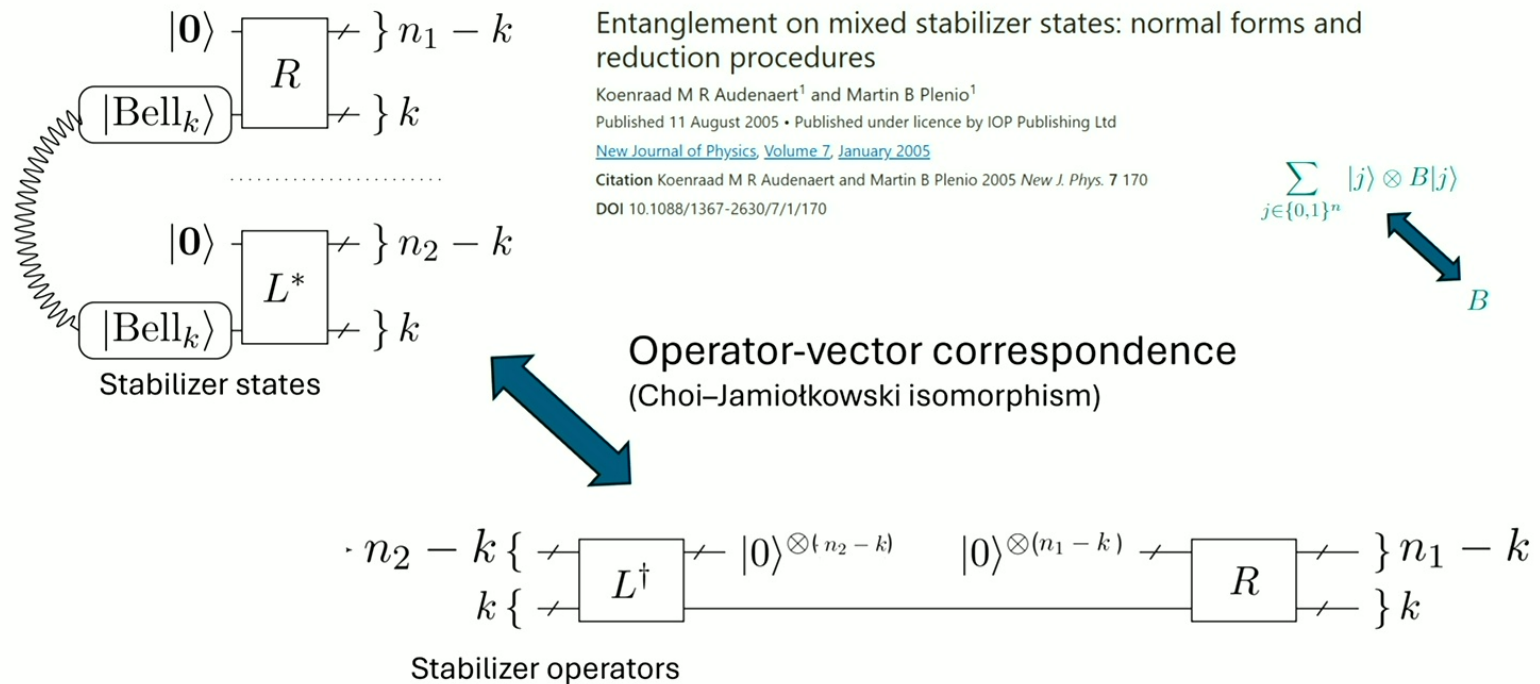 |0⟩ R } n₁ − k
|Bellₖ⟩ } k
|0⟩ L* } n₂ − k
|Bellₖ⟩ } k
Stabilizer states
Entanglement on mixed stabilizer states: normal forms and
reduction procedures
Koenraad M R Audenaert¹ and Martin B Plenio¹
Published 11 August 2005 • Published under licence by IOP Publishing Ltd
New Journal of Physics, Volume 7, January 2005
Citation Koenraad M R Audenaert and Martin B Plenio 2005 New J. Phys. 7 170
DOI 10.1088/1367-2630/7/1/170
∑ |j⟩ ⊗ B|j⟩
j∈{0,1}ⁿ
B
Operator-vector correspondence
(Choi–Jamiołkowski isomorphism)
n₂ − k { L† |0⟩^⊗(n₂ − k) |0⟩^⊗(n₁ − k) R } n₁ − k
k { } k
Stabilizer operators